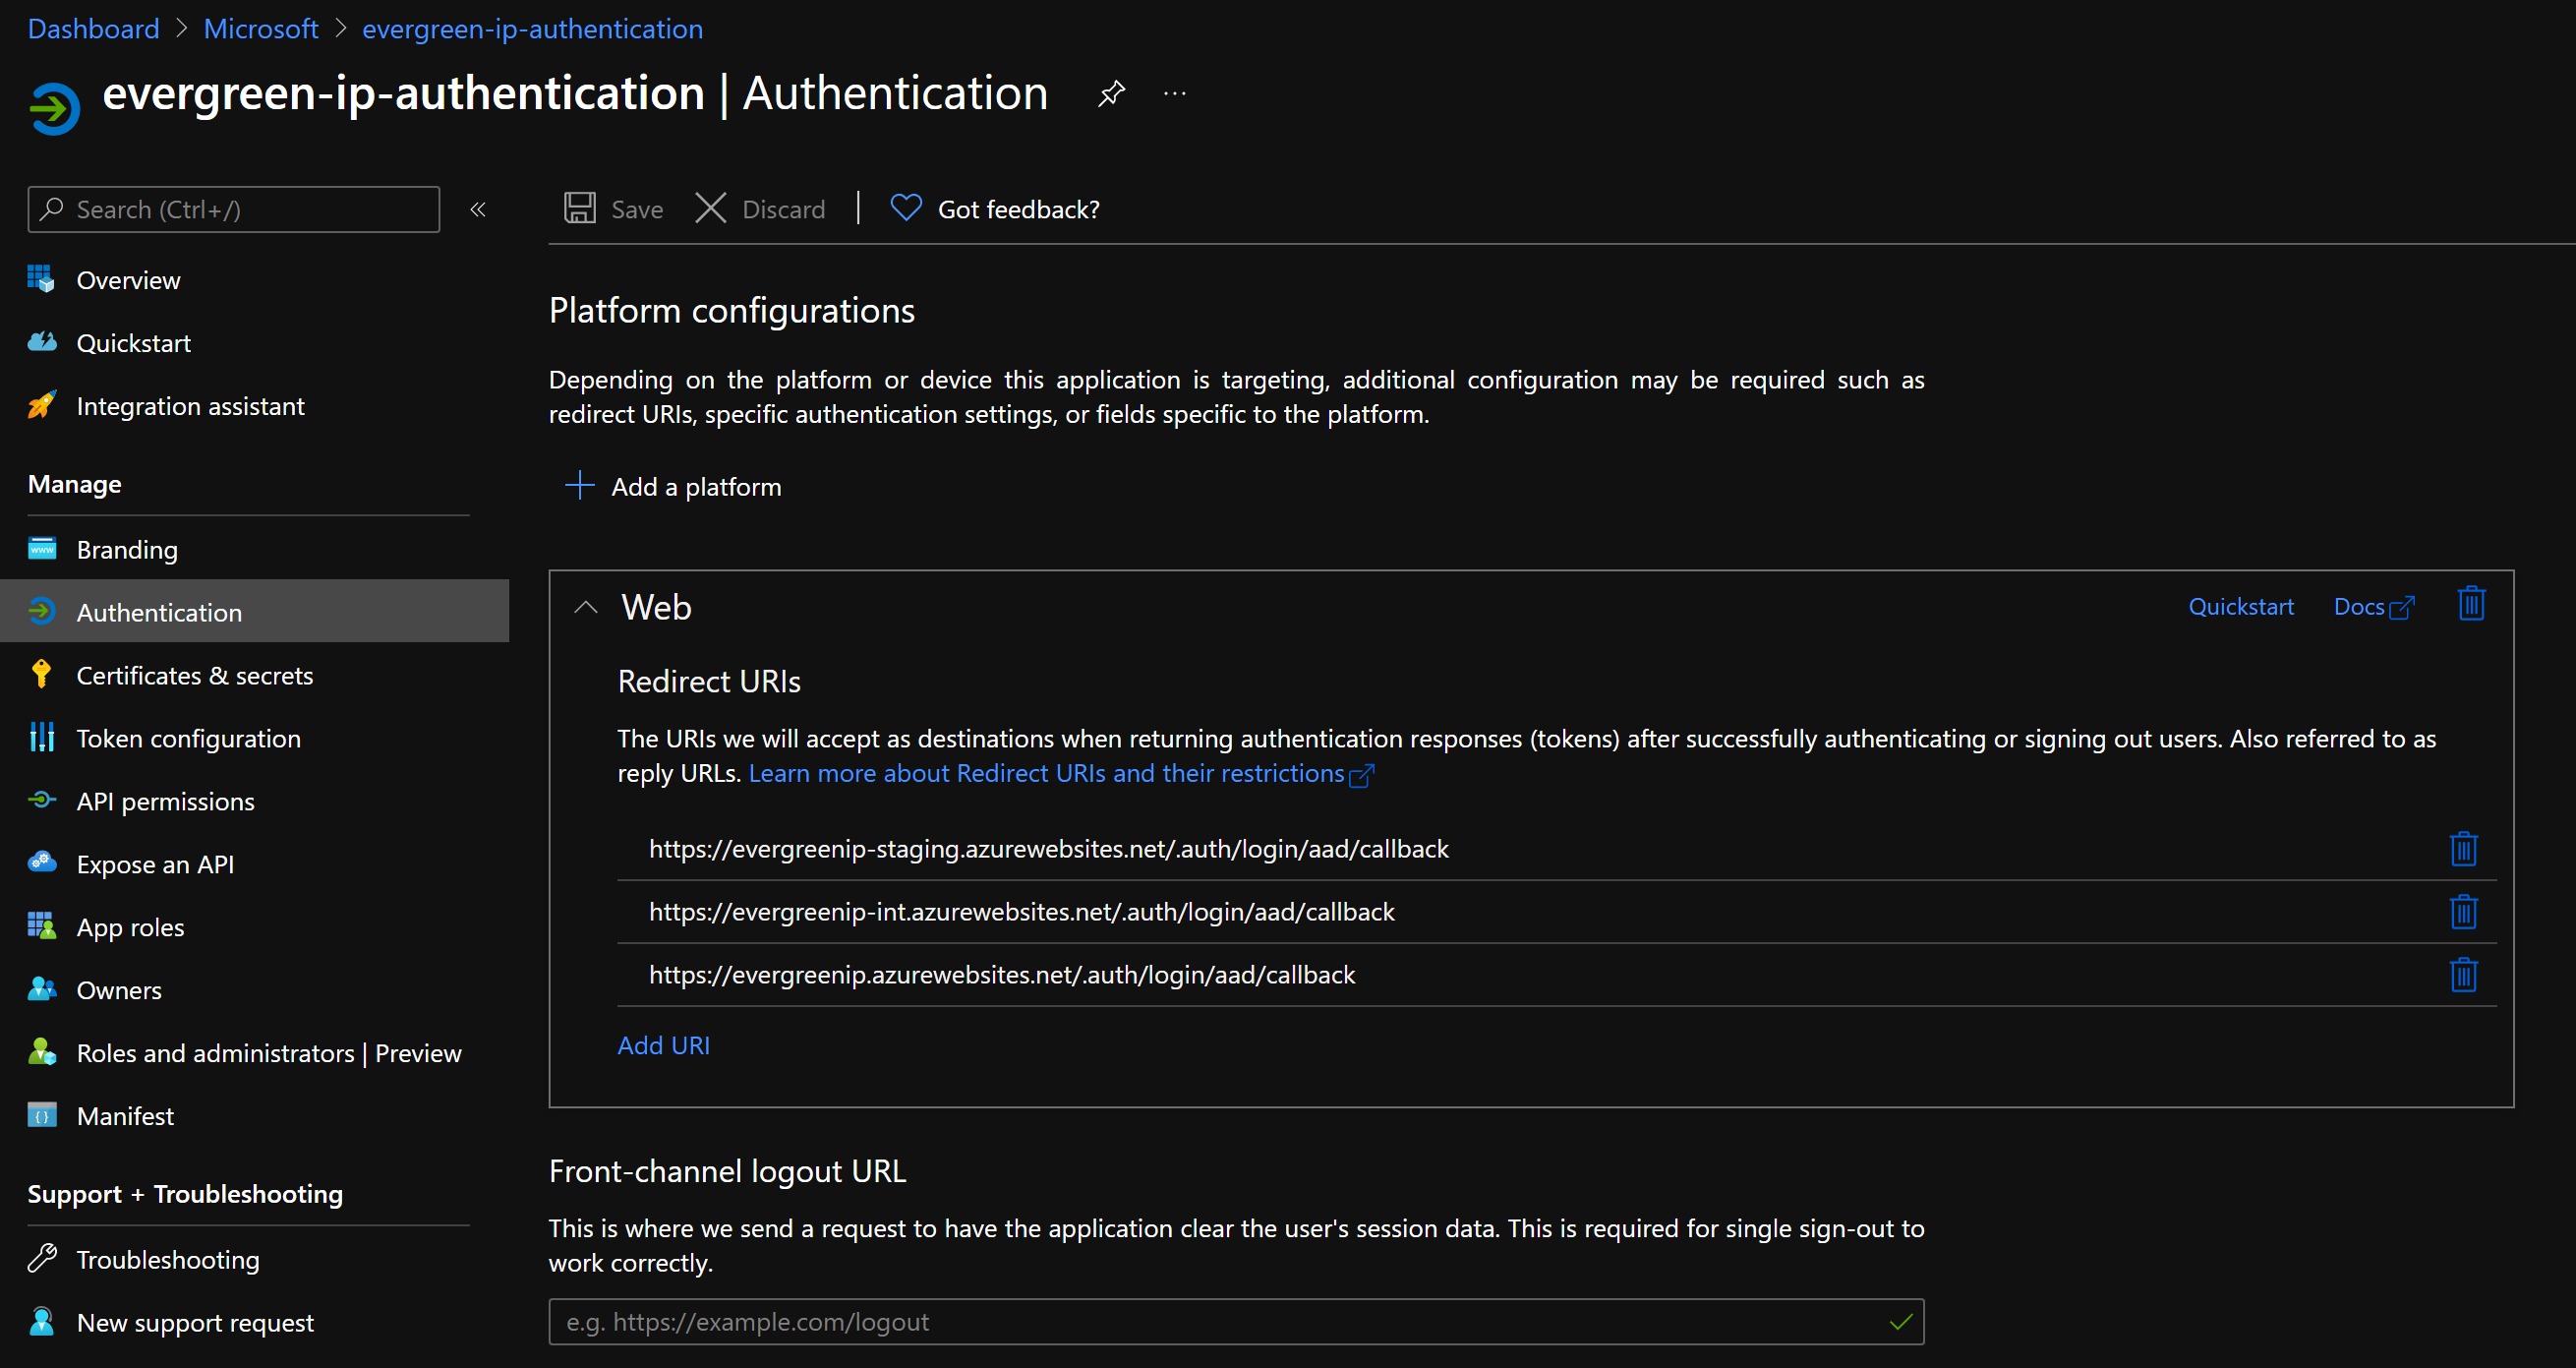 Dashboard > Microsoft > evergreen-ip-authentication
evergreen-ip-authentication | Authentication
Search (Ctrl+/)
Overview
Quickstart
Integration assistant
Manage
Branding
Authentication
Certificates & secrets
Token configuration
API permissions
Expose an API
App roles
Owners
Roles and administrators | Preview
Manifest
Support + Troubleshooting
Troubleshooting
New support request
Save Discard | Got feedback?
Platform configurations
Depending on the platform or device this application is targeting, additional configuration may be required such as
redirect URIs, specific authentication settings, or fields specific to the platform.
Add a platform
Web
Quickstart Docs
Redirect URIs
The URIs we will accept as destinations when returning authentication responses (tokens) after successfully authenticating or signing out users. Also referred to as
reply URLs. Learn more about Redirect URIs and their restrictions
https://evergreenip-staging.azurewebsites.net/.auth/login/aad/callback
https://evergreenip-int.azurewebsites.net/.auth/login/aad/callback
https://evergreenip.azurewebsites.net/.auth/login/aad/callback
Add URI
Front-channel logout URL
This is where we send a request to have the application clear the user's session data. This is required for single sign-out to
work correctly.
e.g. https://example.com/logout